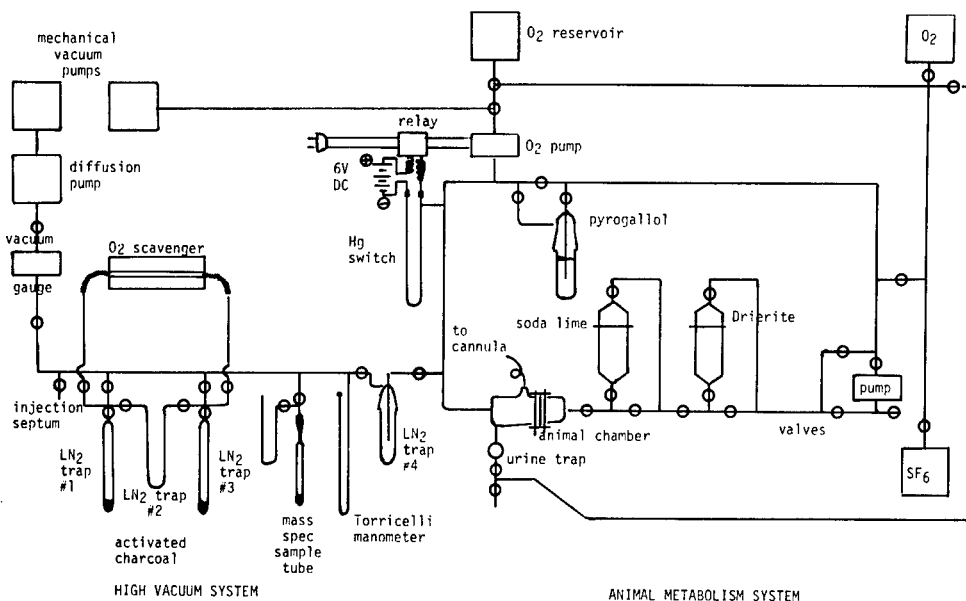 mechanical
vacuum
pumps
O2 reservoir
O2
relay
O2 pump
6V
DC
diffusion
pump
vacuum
gauge
O2 scavenger
Hg
switch
pyrogallol
soda lime
Drierite
to
cannula
pump
injection
septum
LN2
trap
#1
LN2 trap
#2
LN2
trap
#3
LN2
trap
#4
animal chamber
valves
urine trap
SF6
activated
charcoal
mass
spec
sample
tube
Torricelli
manometer
HIGH VACUUM SYSTEM
ANIMAL METABOLISM SYSTEM